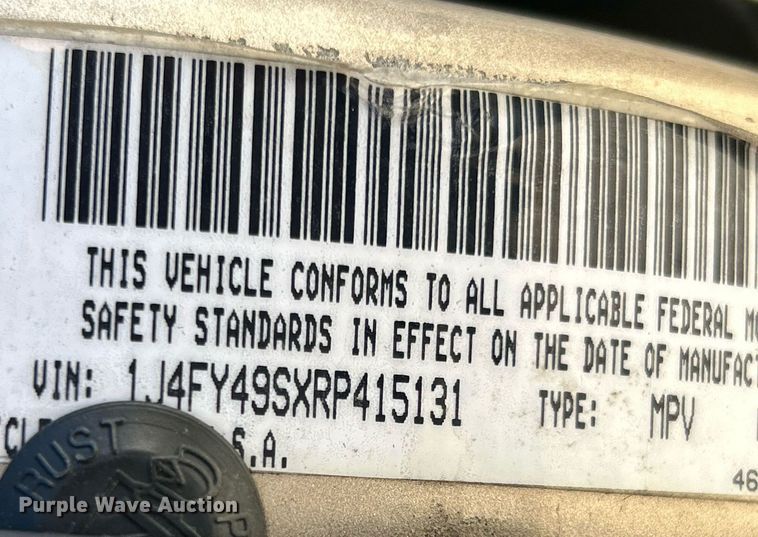 THIS VEHICLE CONFORMS TO ALL APPLICABLE FEDERAL
SAFETY STANDARDS IN EFFECT ON THE DATE OF MANUFACT
VIN: 1J4FY49SXRP415131 TYPE: MPV
S.A.
46
RUST
Purple Wave Auction